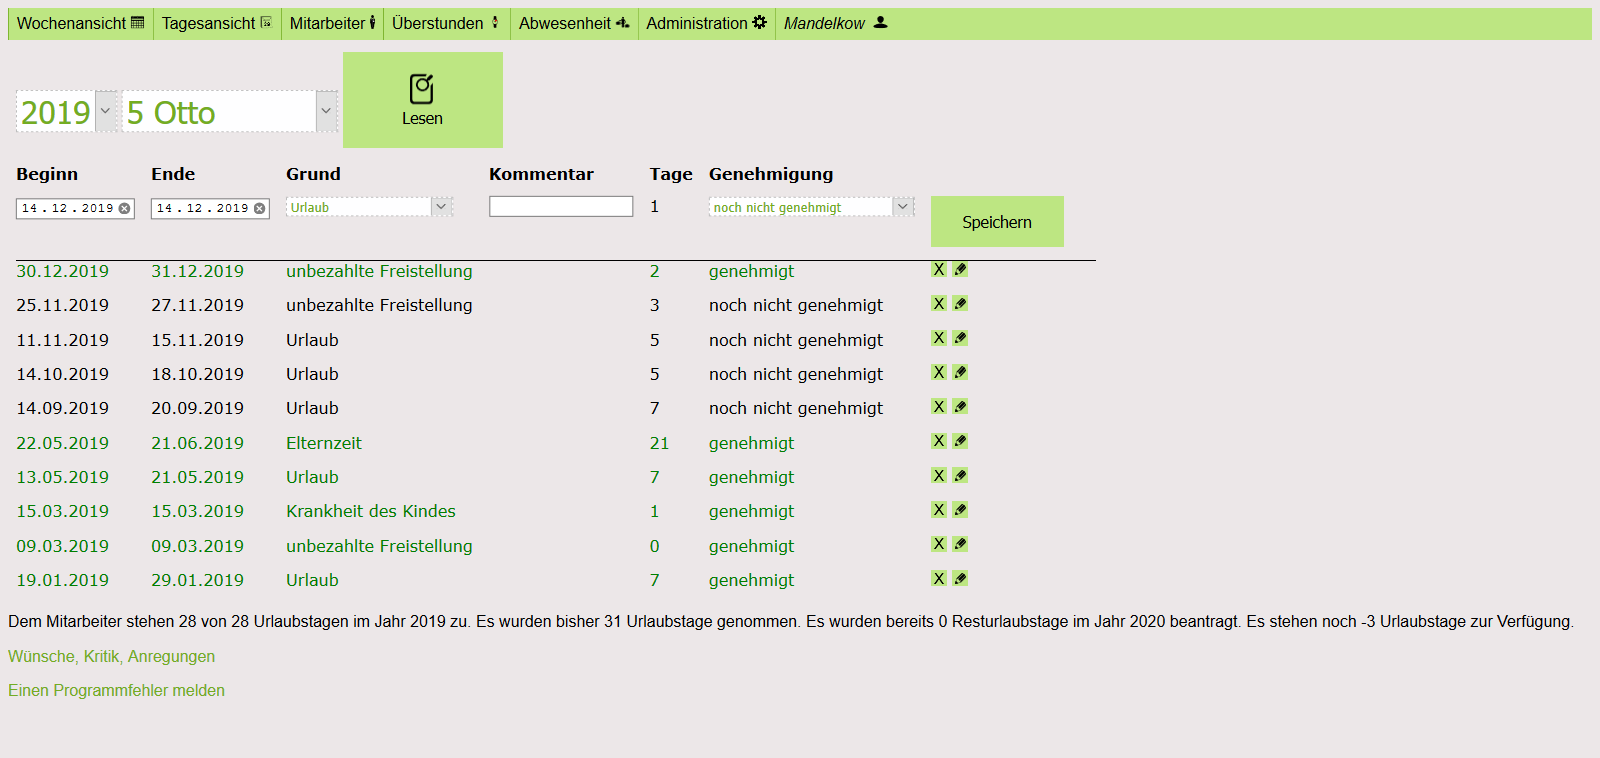 Wochenansicht Tagesansicht Mitarbeiter Überstunden Abwesenheit Administration Mandelkow
2019 5 Otto Lesen
Beginn Ende Grund Kommentar Tage Genehmigung
14.12.2019 14.12.2019 Urlaub 1 noch nicht genehmigt Speichern
30.12.2019 31.12.2019 unbezahlte Freistellung 2 genehmigt X
25.11.2019 27.11.2019 unbezahlte Freistellung 3 noch nicht genehmigt X
11.11.2019 15.11.2019 Urlaub 5 noch nicht genehmigt X
14.10.2019 18.10.2019 Urlaub 5 noch nicht genehmigt X
14.09.2019 20.09.2019 Urlaub 7 noch nicht genehmigt X
22.05.2019 21.06.2019 Elternzeit 21 genehmigt X
13.05.2019 21.05.2019 Urlaub 7 genehmigt X
15.03.2019 15.03.2019 Krankheit des Kindes 1 genehmigt X
09.03.2019 09.03.2019 unbezahlte Freistellung 0 genehmigt X
19.01.2019 29.01.2019 Urlaub 7 genehmigt X
Dem Mitarbeiter stehen 28 von 28 Urlaubstagen im Jahr 2019 zu. Es wurden bisher 31 Urlaubstage genommen. Es wurden bereits 0 Resturlaubstage im Jahr 2020 beantragt. Es stehen noch -3 Urlaubstage zur Verfügung.
Wünsche, Kritik, Anregungen
Einen Programmfehler melden